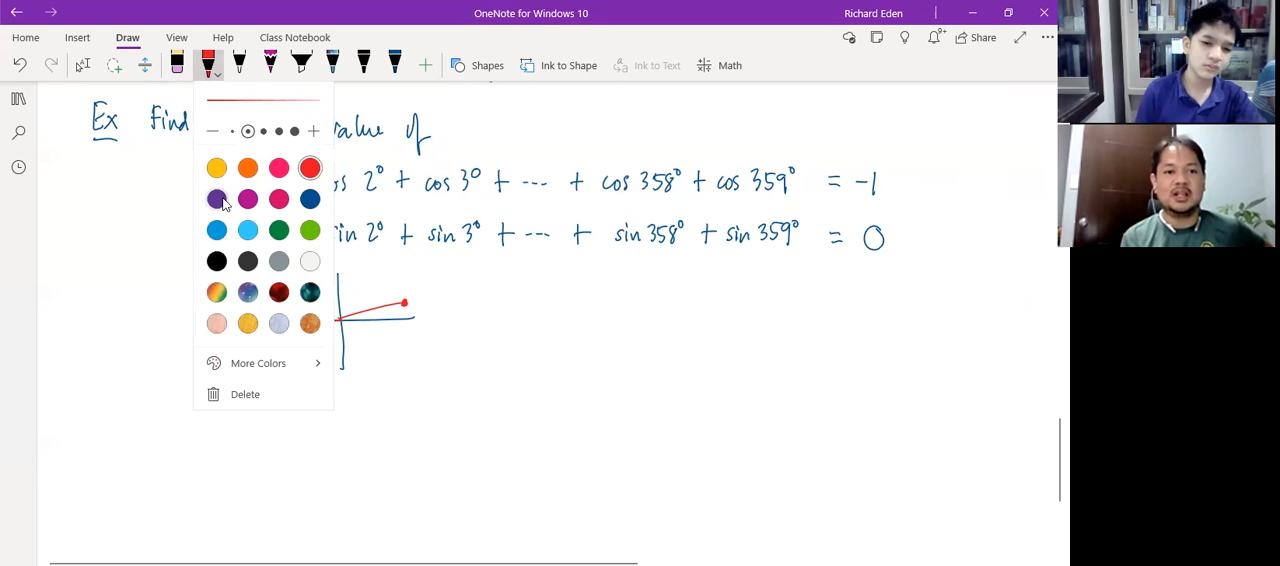 OneNote for Windows 10
Richard Eden
Home Insert Draw View Help Class Notebook
Share
Shapes Ink to Shape Ink to Text Math
Ex Find value of
os 2° + cos 3° + ... + cos 358° + cos 359° = -1
in 2° + sin 3° + ... + sin 358° + sin 359° = 0
More Colors
Delete